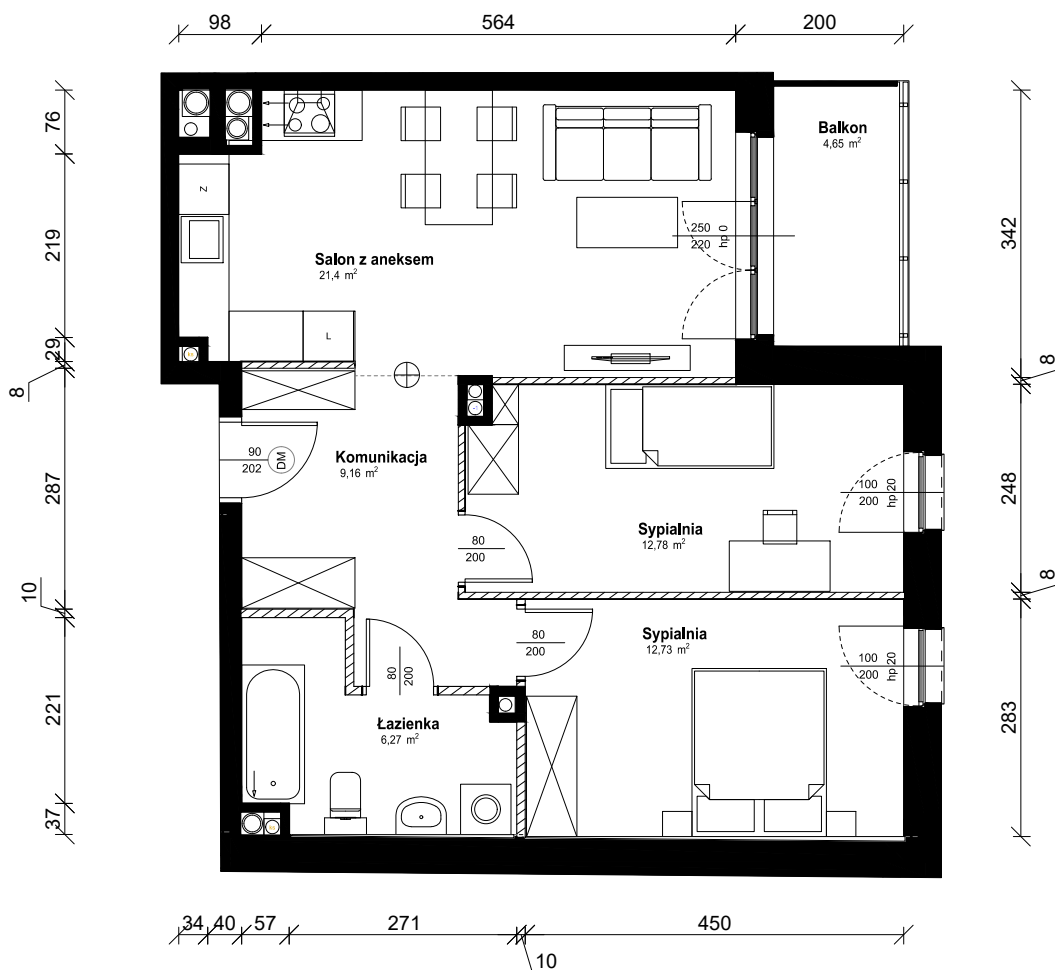 98
564
200
76
219
29
8
287
10
221
37
342
8
248
8
283
Balkon
4,65 m²
Z
250
220
hp 0
Salon z aneksem
21,4 m²
L
Komunikacja
9,16 m²
90
202
DM
100
200
hp 20
Sypialnia
12,78 m²
80
200
Sypialnia
12,73 m²
80
200
100
200
hp 20
80
200
Łazienka
6,27 m²
34
40
57
271
10
450